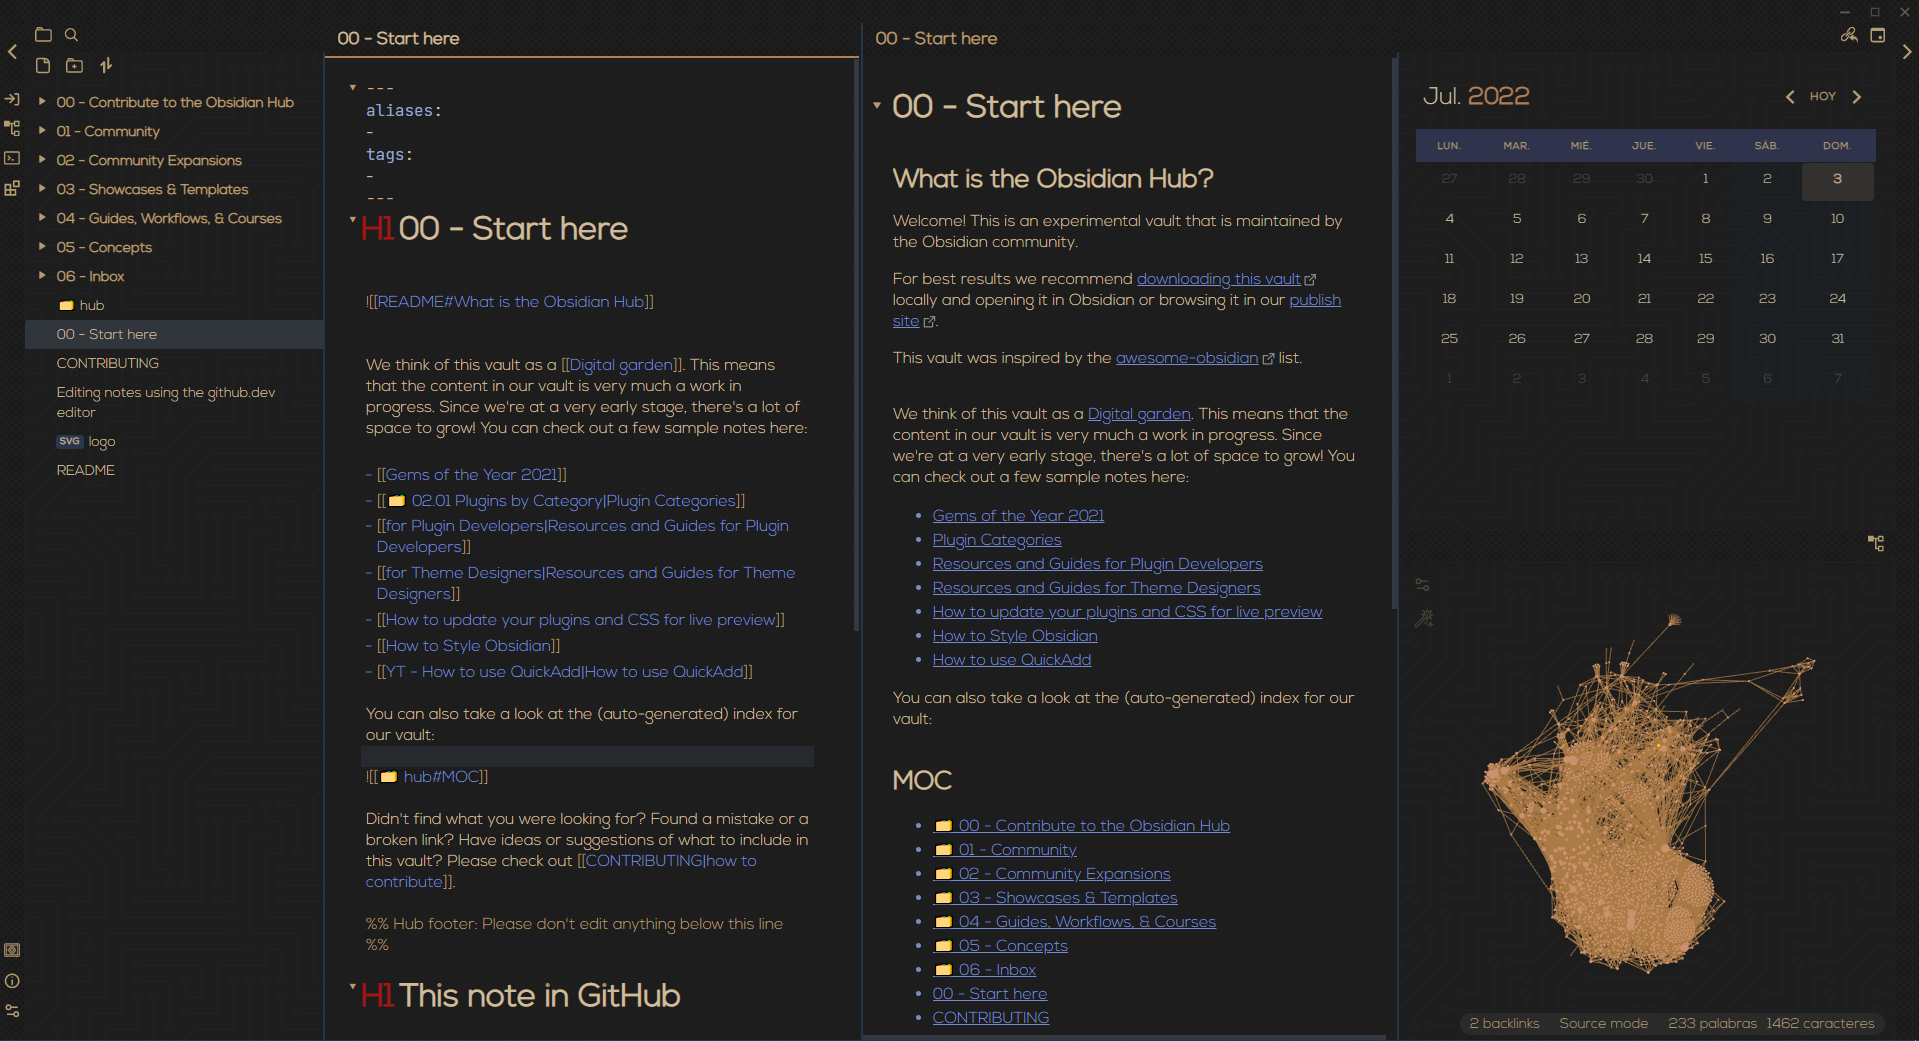 00 - Contribute to the Obsidian Hub
01 - Community
02 - Community Expansions
03 - Showcases & Templates
04 - Guides, Workflows, & Courses
05 - Concepts
06 - Inbox
hub
00 - Start here
CONTRIBUTING
Editing notes using the github.dev
editor
SVG logo
README
00 - Start here
---
aliases:
-
tags:
-
---
H1 00 - Start here
![[README#What is the Obsidian Hub]]
We think of this vault as a [[Digital garden]]. This means
that the content in our vault is very much a work in
progress. Since we're at a very early stage, there's a lot of
space to grow! You can check out a few sample notes here:
- [[Gems of the Year 2021]]
- [[🗂️ 02.01 Plugins by Category|Plugin Categories]]
- [[for Plugin Developers|Resources and Guides for Plugin
Developers]]
- [[for Theme Designers|Resources and Guides for Theme
Designers]]
- [[How to update your plugins and CSS for live preview]]
- [[How to Style Obsidian]]
- [[YT - How to use QuickAdd|How to use QuickAdd]]
You can also take a look at the (auto-generated) index for
our vault:
![[🗂️ hub#MOC]]
Didn't find what you were looking for? Found a mistake or a
broken link? Have ideas or suggestions of what to include in
this vault? Please check out [[CONTRIBUTING|how to
contribute]].
%% Hub footer: Please don't edit anything below this line
%%
H1 This note in GitHub
00 - Start here
00 - Start here
What is the Obsidian Hub?
Welcome! This is an experimental vault that is maintained by
the Obsidian community.
For best results we recommend downloading this vault
locally and opening it in Obsidian or browsing it in our publish
site.
This vault was inspired by the awesome-obsidian list.
We think of this vault as a Digital garden. This means that the
content in our vault is very much a work in progress. Since
we're at a very early stage, there's a lot of space to grow! You
can check out a few sample notes here:
• Gems of the Year 2021
• Plugin Categories
• Resources and Guides for Plugin Developers
• Resources and Guides for Theme Designers
• How to update your plugins and CSS for live preview
• How to Style Obsidian
• How to use QuickAdd
You can also take a look at the (auto-generated) index for our
vault:
MOC
• 🗂️ 00 - Contribute to the Obsidian Hub
• 🗂️ 01 - Community
• 🗂️ 02 - Community Expansions
• 🗂️ 03 - Showcases & Templates
• 🗂️ 04 - Guides, Workflows, & Courses
• 🗂️ 05 - Concepts
• 🗂️ 06 - Inbox
• 00 - Start here
• CONTRIBUTING
Jul. 2022 HOY
LUN. MAR. MIÉ. JUE. VIE. SÁB. DOM.
27 28 29 30 1 2 3
4 5 6 7 8 9 10
11 12 13 14 15 16 17
18 19 20 21 22 23 24
25 26 27 28 29 30 31
1 2 3 4 5 6 7
2 backlinks Source mode 233 palabras 1462 caracteres